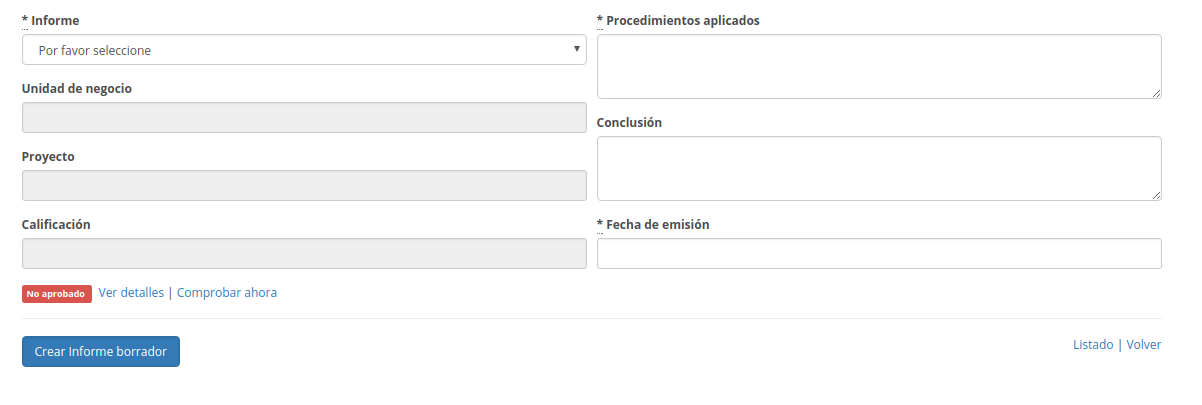 * Informe
Por favor seleccione
Unidad de negocio
Proyecto
Calificación
* Procedimientos aplicados
Conclusión
* Fecha de emisión
No aprobado Ver detalles | Comprobar ahora
Crear Informe borrador
Listado | Volver